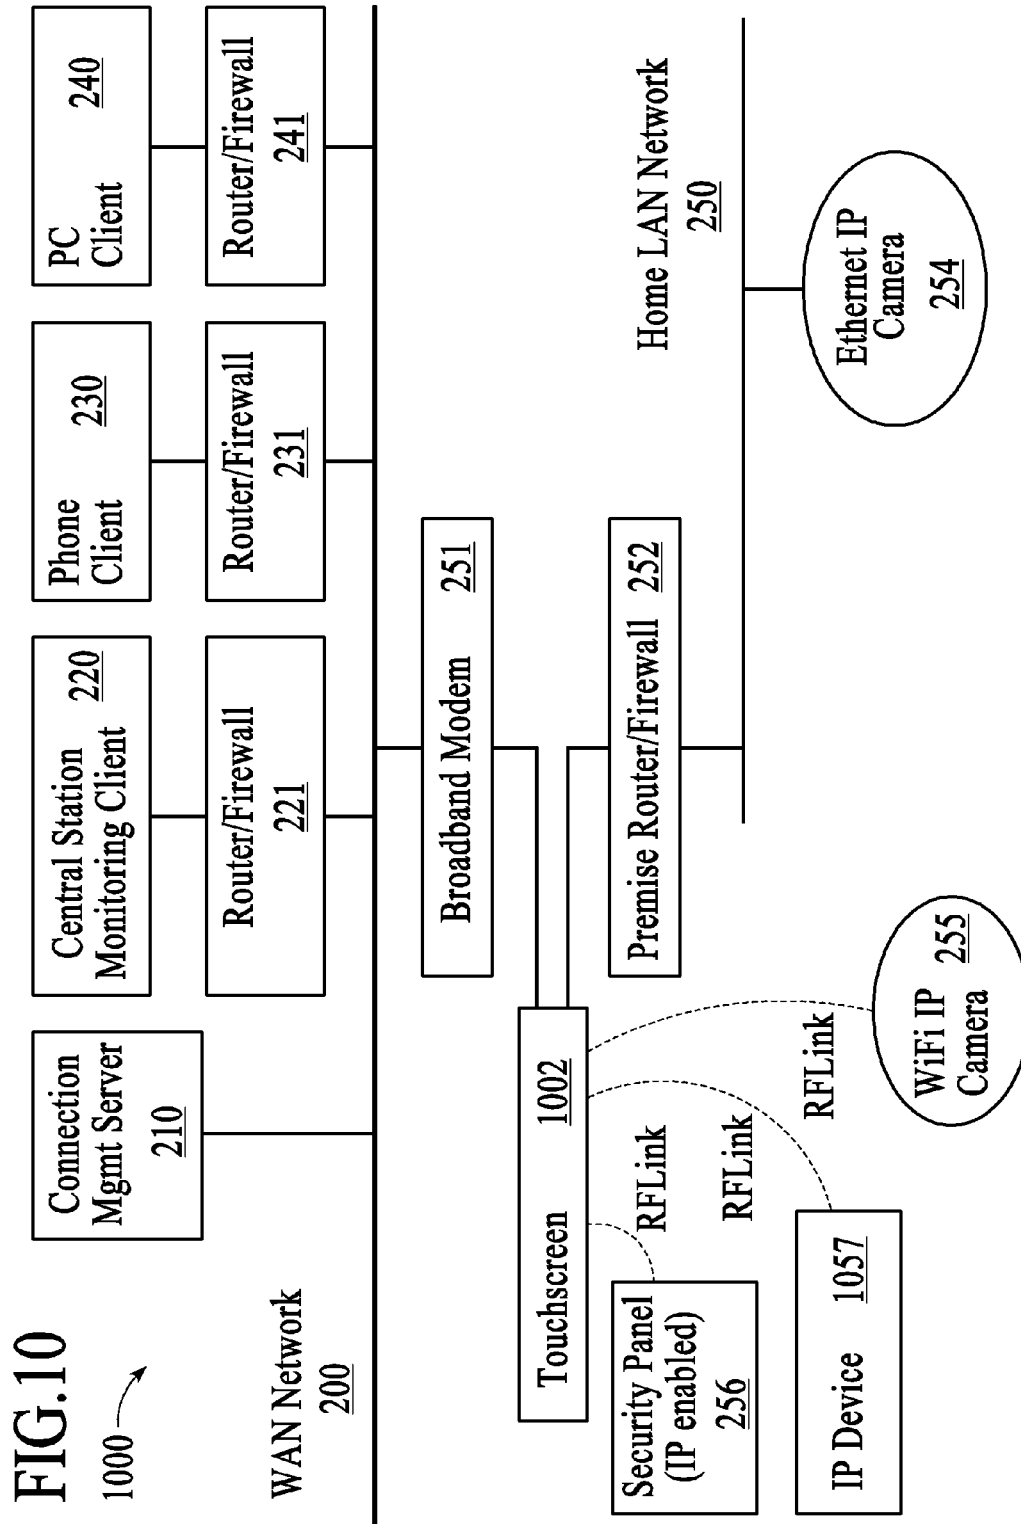 FIG.10
1000
Connection
Mgmt Server
210
Central Station
Monitoring Client
220
Phone
Client
230
PC
Client
240
Router/Firewall
221
Router/Firewall
231
Router/Firewall
241
WAN Network
200
Broadband Modem 251
Touchscreen 1002
Premise Router/Firewall 252
Home LAN Network
250
Security Panel
(IP enabled)
256
RFLink
RFLink
RFLink
IP Device 1057
WiFi IP
Camera
255
Ethernet IP
Camera
254